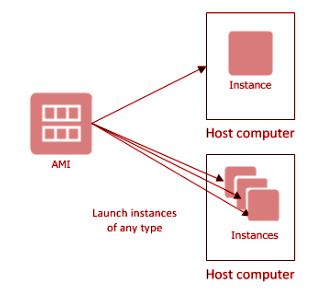 Instance
Host computer
AMI
Launch instances
of any type
Instances
Host computer